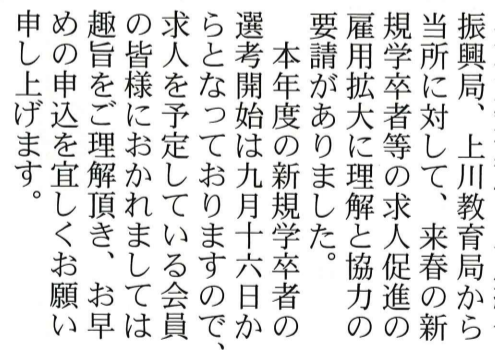 振興局、上川教育局から
当所に対して、来春の新
規学卒者等の求人促進の
雇用拡大に理解と協力の
要請がありました。
本年度の新規学卒者の
選考開始は九月十六日か
らとなっておりますので、
求人を予定している会員
の皆様におかれましては
趣旨をご理解頂き、お早
めの申込を宜しくお願い
申し上げます。